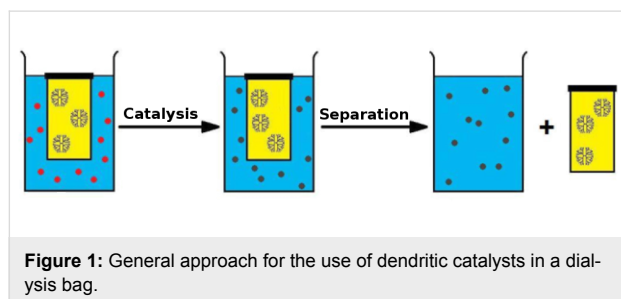 Catalysis
Separation
+
Figure 1: General approach for the use of dendritic catalysts in a dial-
ysis bag.